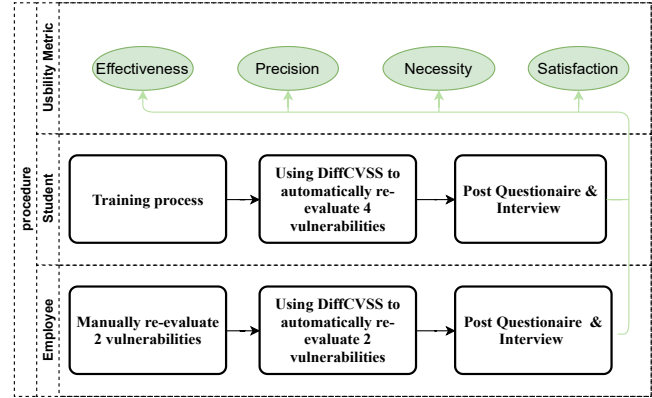 procedure
Usbility Metric
Effectiveness
Precision
Necessity
Satisfaction
Student
Training process
Using DiffCVSS to
automatically re-
evaluate 4
vulnerabilities
Post Questionaire &
Interview
Employee
Manually re-evaluate
2 vulnerabilities
Using DiffCVSS to
automatically re-
evaluate 2
vulnerabilities
Post Questionaire &
Interview